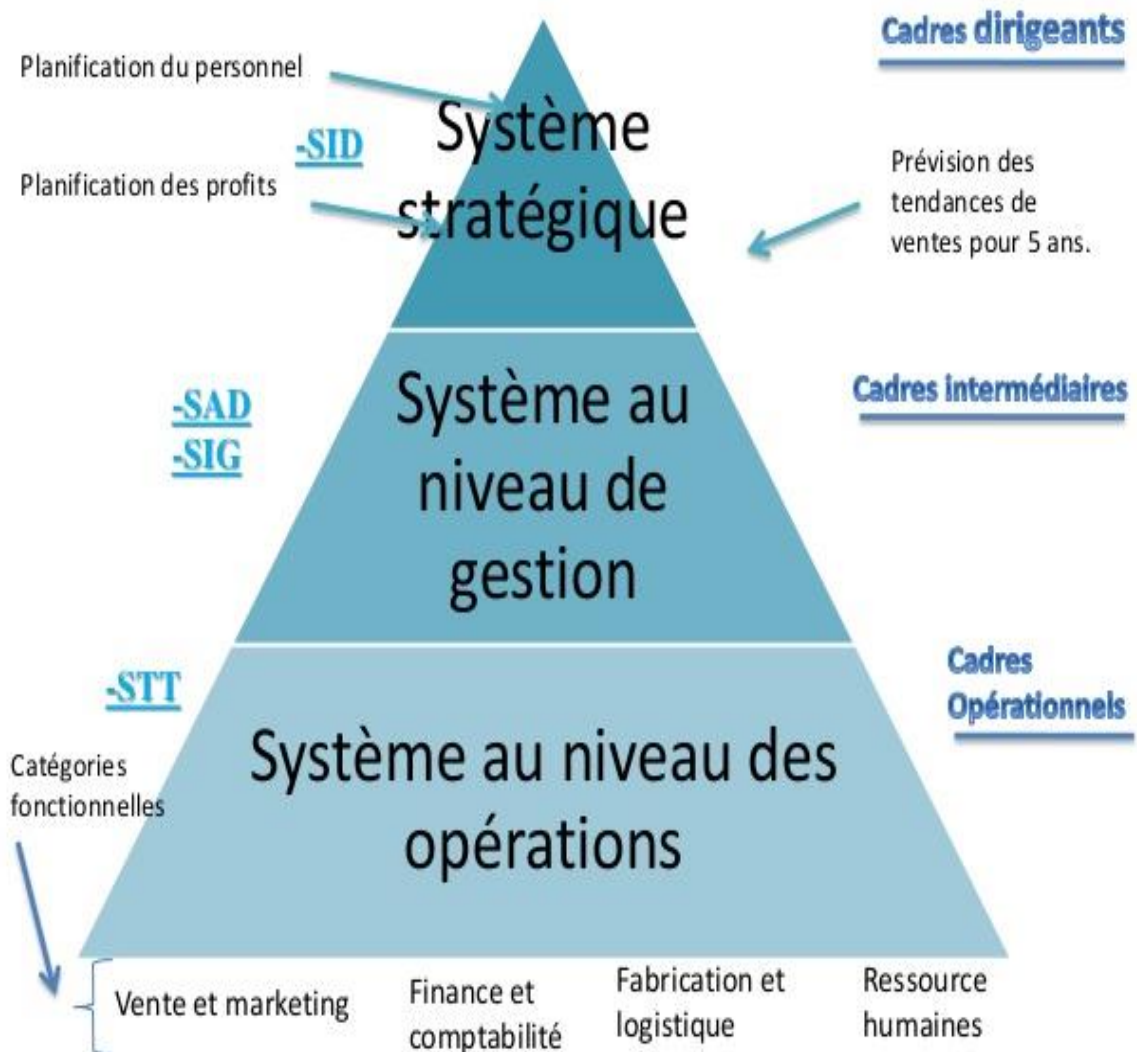 Cadres dirigeants
Planification du personnel
Système
stratégique
-SID
Planification des profits
Prévision des
tendances de
ventes pour 5 ans.
-SAD
-SIG
Système au
niveau de
gestion
Cadres intermédiaires
-STT
Cadres
Opérationnels
Système au niveau des
opérations
Catégories
fonctionnelles
Vente et marketing
Finance et
comptabilité
Fabrication et
logistique
Ressource
humaines